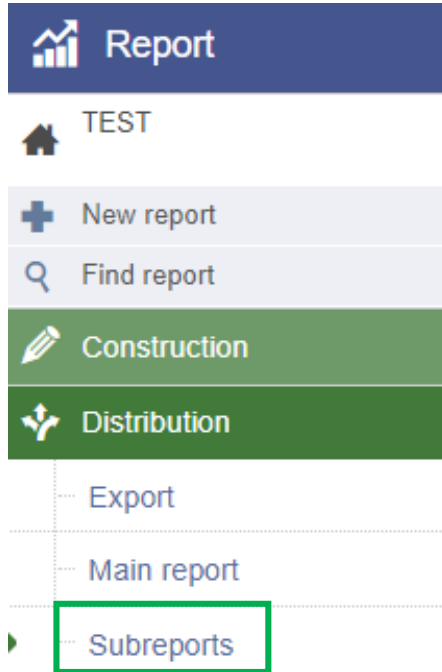 Report
TEST
New report
Find report
Construction
Distribution
Export
Main report
Subreports